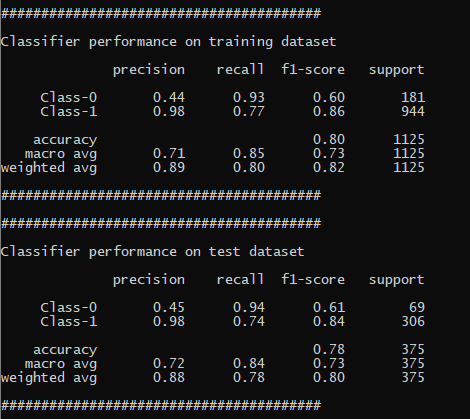 ########################################
Classifier performance on training dataset
precision recall f1-score support
Class-0 0.44 0.93 0.60 181
Class-1 0.98 0.77 0.86 944
accuracy 0.80 1125
macro avg 0.71 0.85 0.73 1125
weighted avg 0.89 0.80 0.82 1125
########################################
########################################
Classifier performance on test dataset
precision recall f1-score support
Class-0 0.45 0.94 0.61 69
Class-1 0.98 0.74 0.84 306
accuracy 0.78 375
macro avg 0.72 0.84 0.73 375
weighted avg 0.88 0.78 0.80 375
########################################